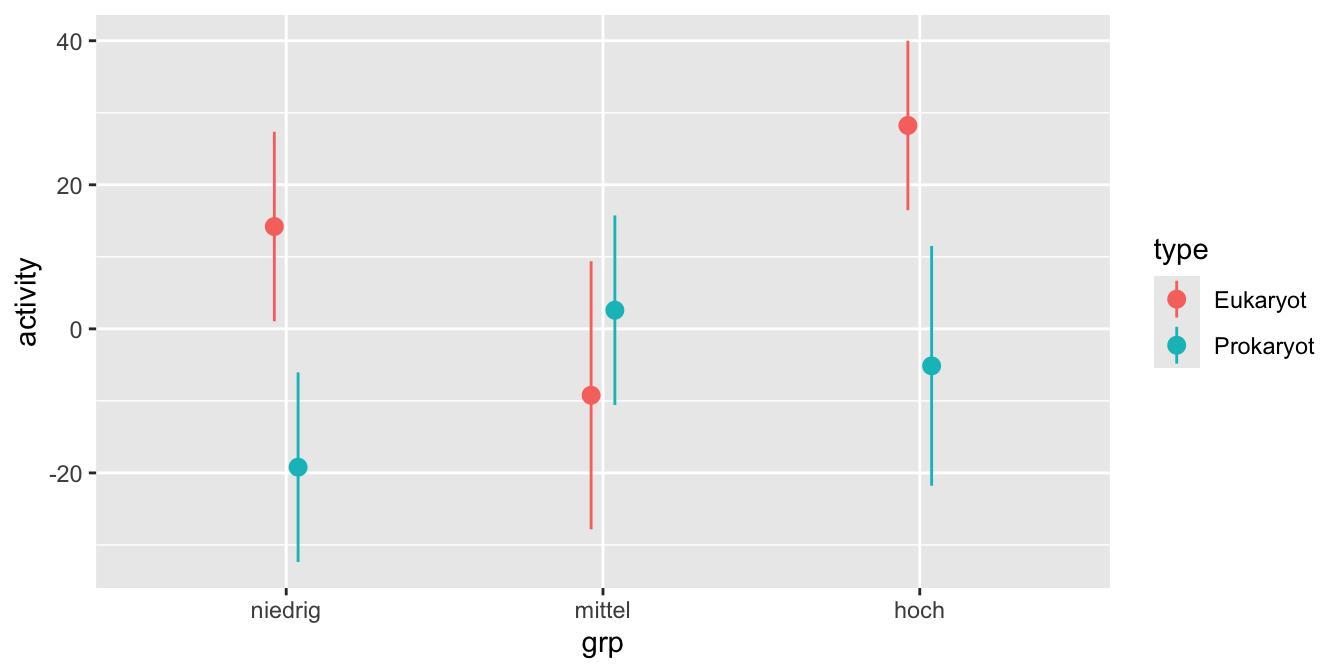 40
20
0
-20
activity
niedrig
mittel
hoch
grp
type
Eukaryot
Prokaryot